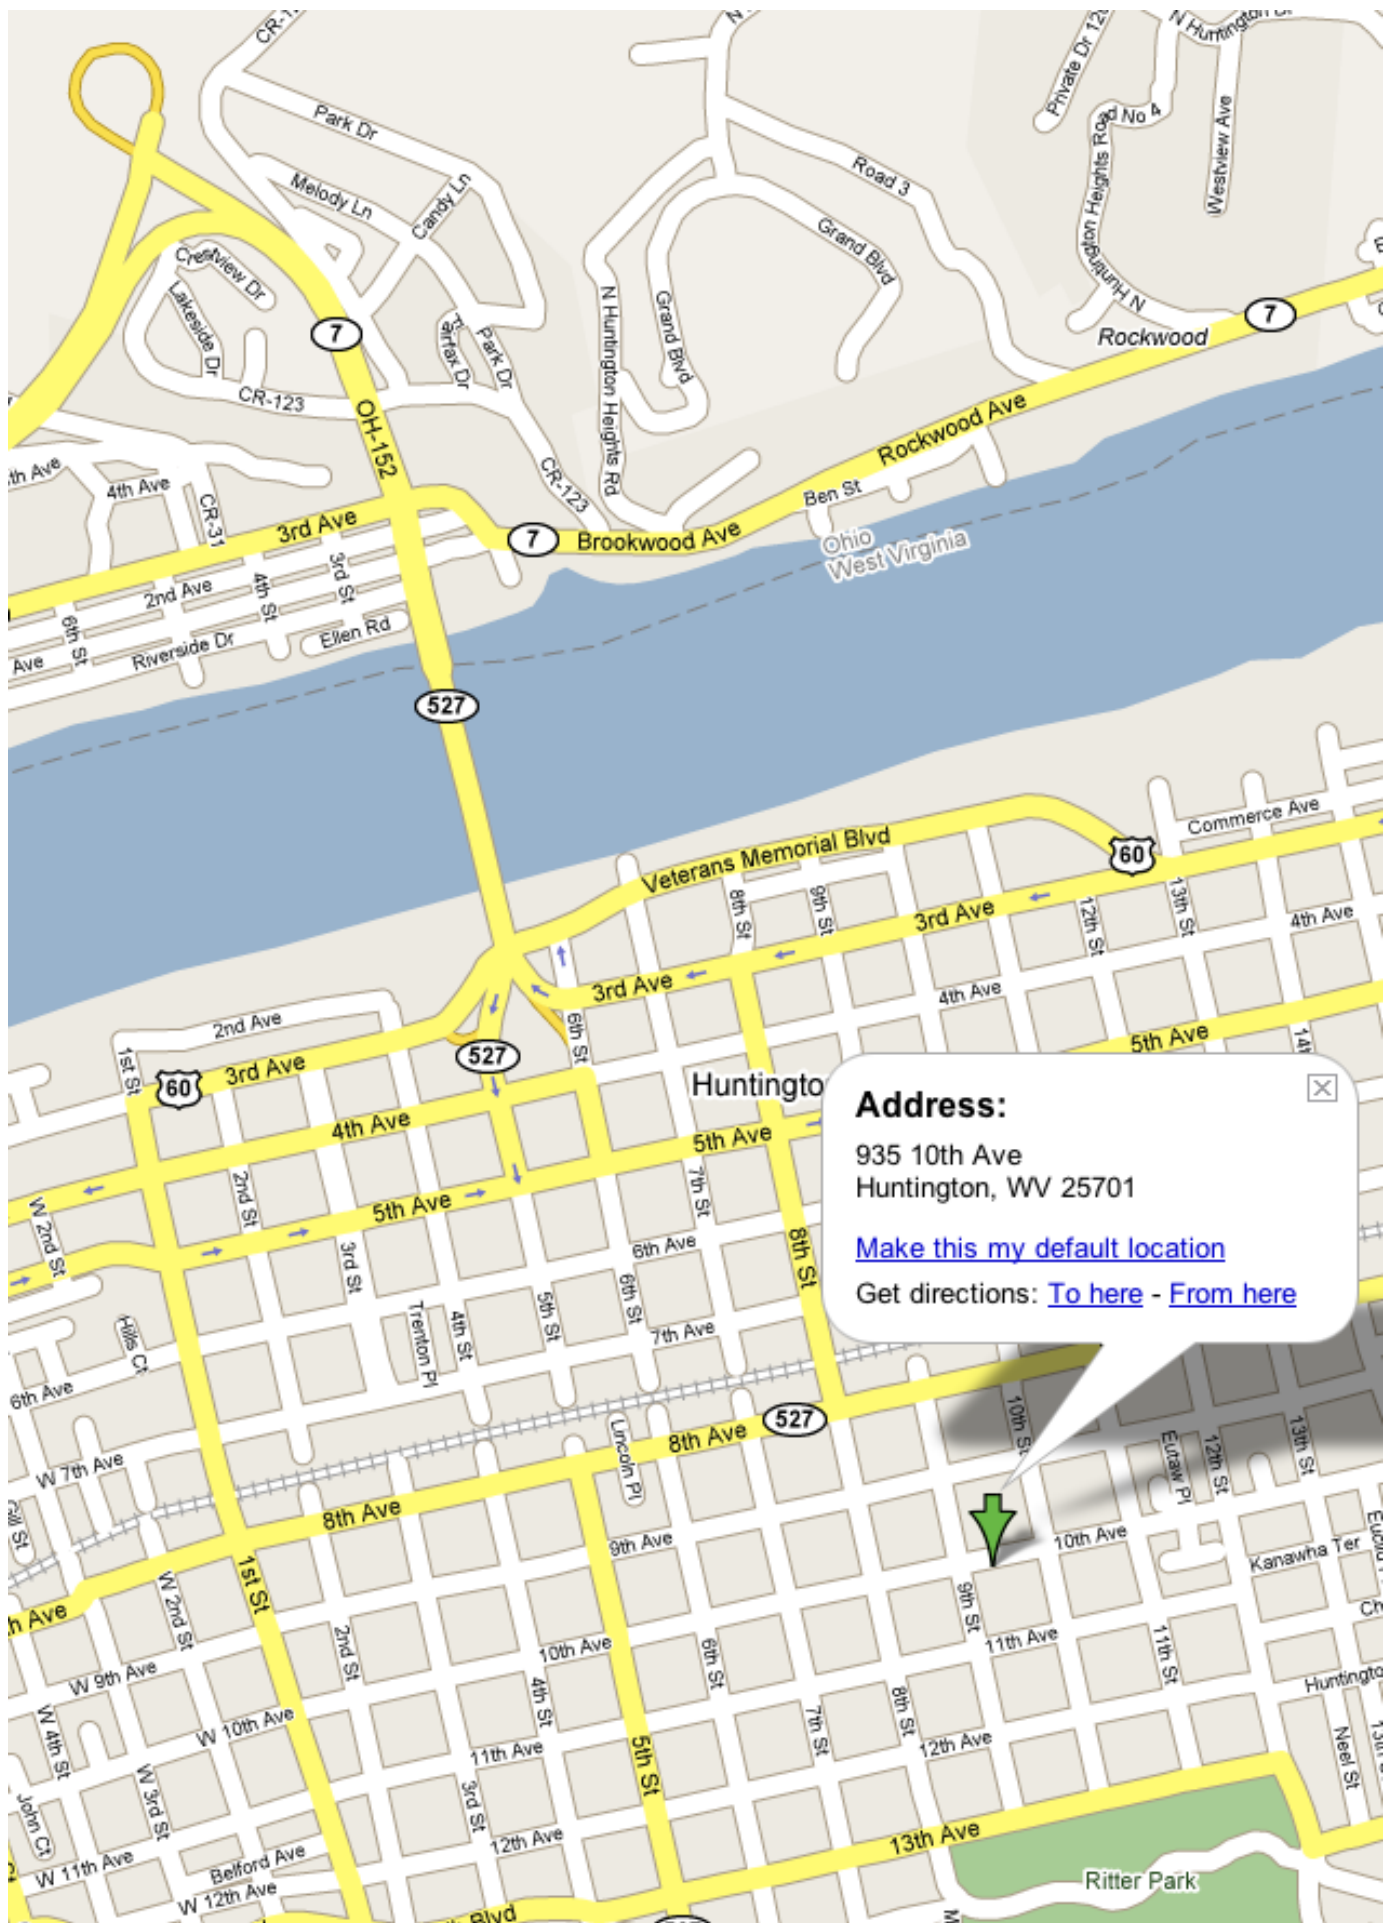 Park Dr
Melody Ln
Candy Ln
Crestview Dr
Lakeside Dr
Park Dr
CR-123
7
OH-152
CR-123
N Huntington Heights Rd
Grand Blvd
Grand Blvd
Road 3
Private Dr
Westview Ave
Rockwood
7
Rockwood Ave
Ben St
4th Ave
CR-31
3rd Ave
7
Brookwood Ave
Ohio
West Virginia
2nd Ave
4th St
3rd St
6th St
Ave
Riverside Dr
Ellen Rd
527
Veterans Memorial Blvd
60
Commerce Ave
8th St
9th St
3rd Ave
12th St
13th St
4th Ave
3rd Ave
4th Ave
2nd Ave
1st St
60
3rd Ave
527
6th St
5th Ave
4th Ave
5th Ave
Address:
935 10th Ave
Huntington, WV 25701
Make this my default location
Get directions: To here - From here
W 2nd St
2nd St
5th Ave
7th St
3rd St
6th Ave
8th St
Hills Ct
Trenton Pl
4th St
5th St
6th St
7th Ave
6th Ave
W 7th Ave
Lincoln Pl
8th Ave
527
10th St
Eutaw Pl
12th St
13th St
8th Ave
9th Ave
10th Ave
Kanawha Ter
1st St
W 2nd St
9th St
11th Ave
11th St
10th Ave
6th St
2nd St
W 9th Ave
W 10th Ave
W 4th St
4th St
8th St
7th St
12th Ave
Neel St
11th Ave
5th St
W 3rd St
3rd St
John Ct
12th Ave
13th Ave
W 11th Ave
Belford Ave
W 12th Ave
Ritter Park
Blvd